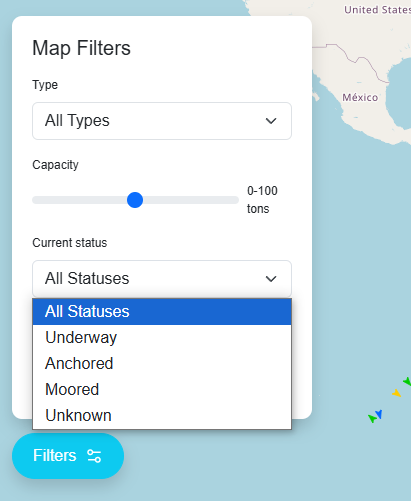 United States
Map Filters
Type
All Types
México
Capacity
0-100
tons
Current status
All Statuses
All Statuses
Underway
Anchored
Moored
Unknown
Filters